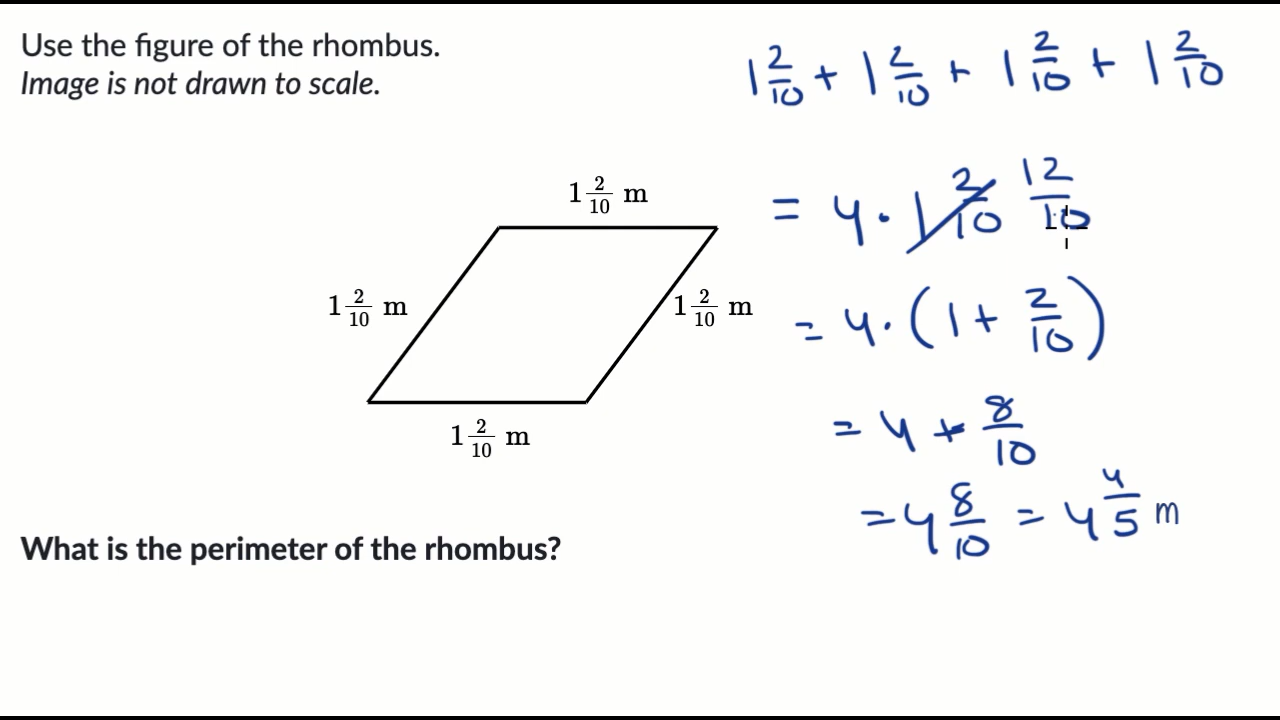 Use the figure of the rhombus.
Image is not drawn to scale.
1 2/10 + 1 2/10 + 1 2/10 + 1 2/10
1 2/10 m
= 4 · 1 2/10 12/10
1 2/10 m
1 2/10 m
= 4 · (1 + 2/10)
1 2/10 m
= 4 + 8/10
= 4 8/10 = 4 4/5 m
What is the perimeter of the rhombus?